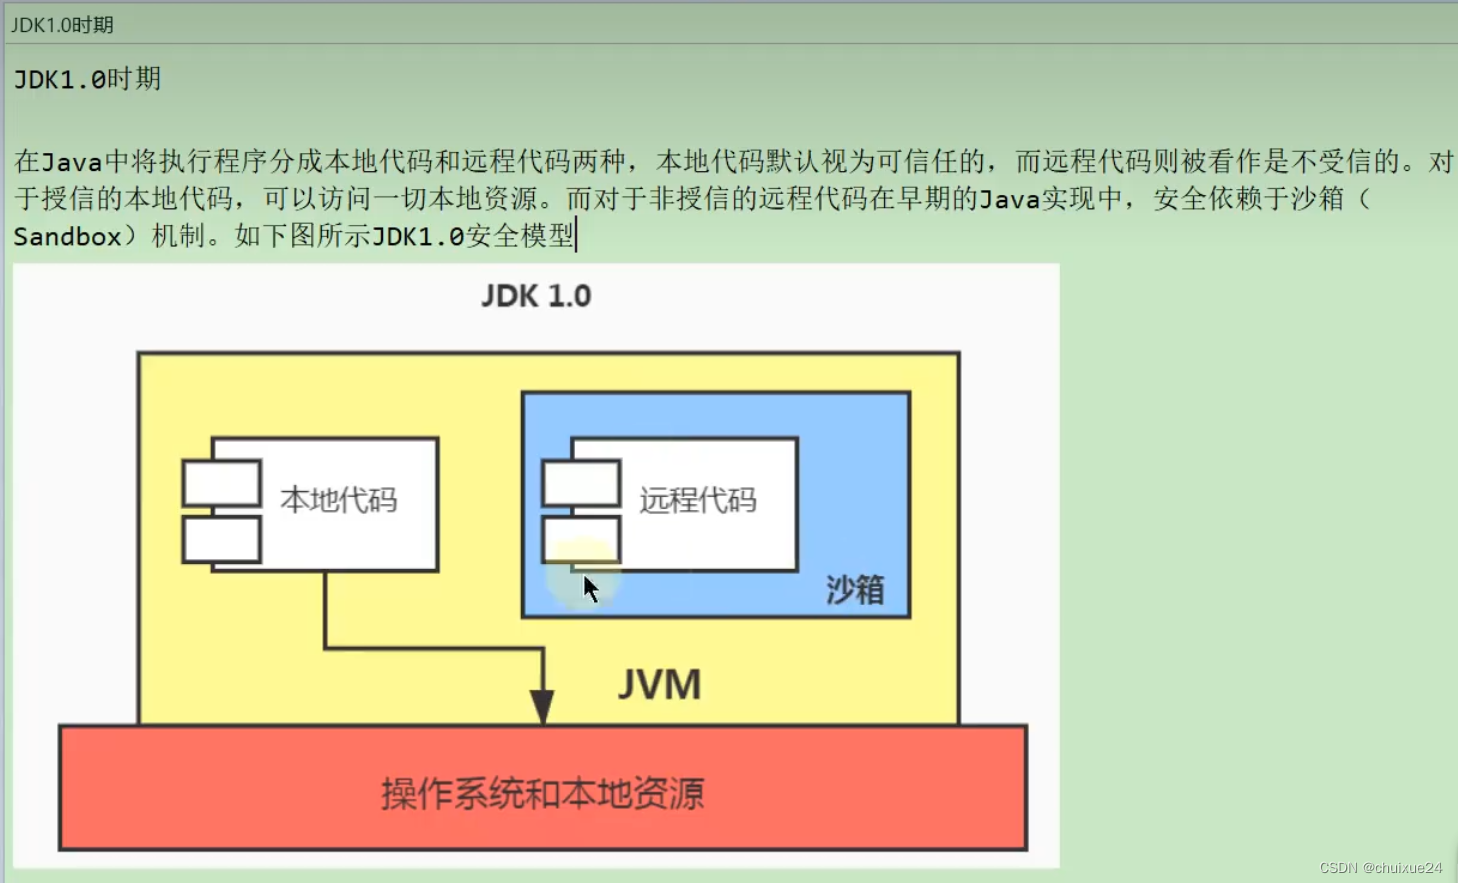 JDK1.0时期
JDK1.0时期
在Java中将执行程序分成本地代码和远程代码两种，本地代码默认视为可信任的，而远程代码则被看作是不受信的。对
于授信的本地代码，可以访问一切本地资源。而对于非授信的远程代码在早期的Java实现中，安全依赖于沙箱（
Sandbox）机制。如下图所示JDK1.0安全模型
JDK 1.0
本地代码
远程代码
沙箱
JVM
操作系统和本地资源
CSDN @chuixue24